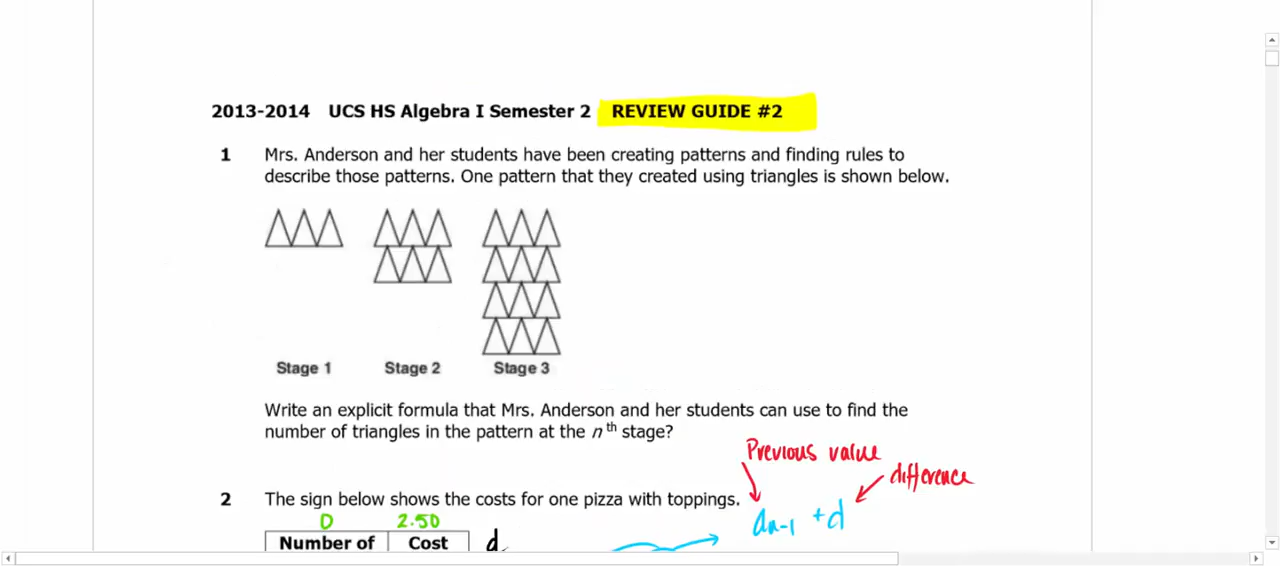 2013-2014 UCS HS Algebra I Semester 2 REVIEW GUIDE #2
1 Mrs. Anderson and her students have been creating patterns and finding rules to
describe those patterns. One pattern that they created using triangles is shown below.
Stage 1 Stage 2 Stage 3
Write an explicit formula that Mrs. Anderson and her students can use to find the
number of triangles in the pattern at the n th stage?
Previous value
difference
2 The sign below shows the costs for one pizza with toppings.
0 2.50
an-1 + d
Number of Cost d